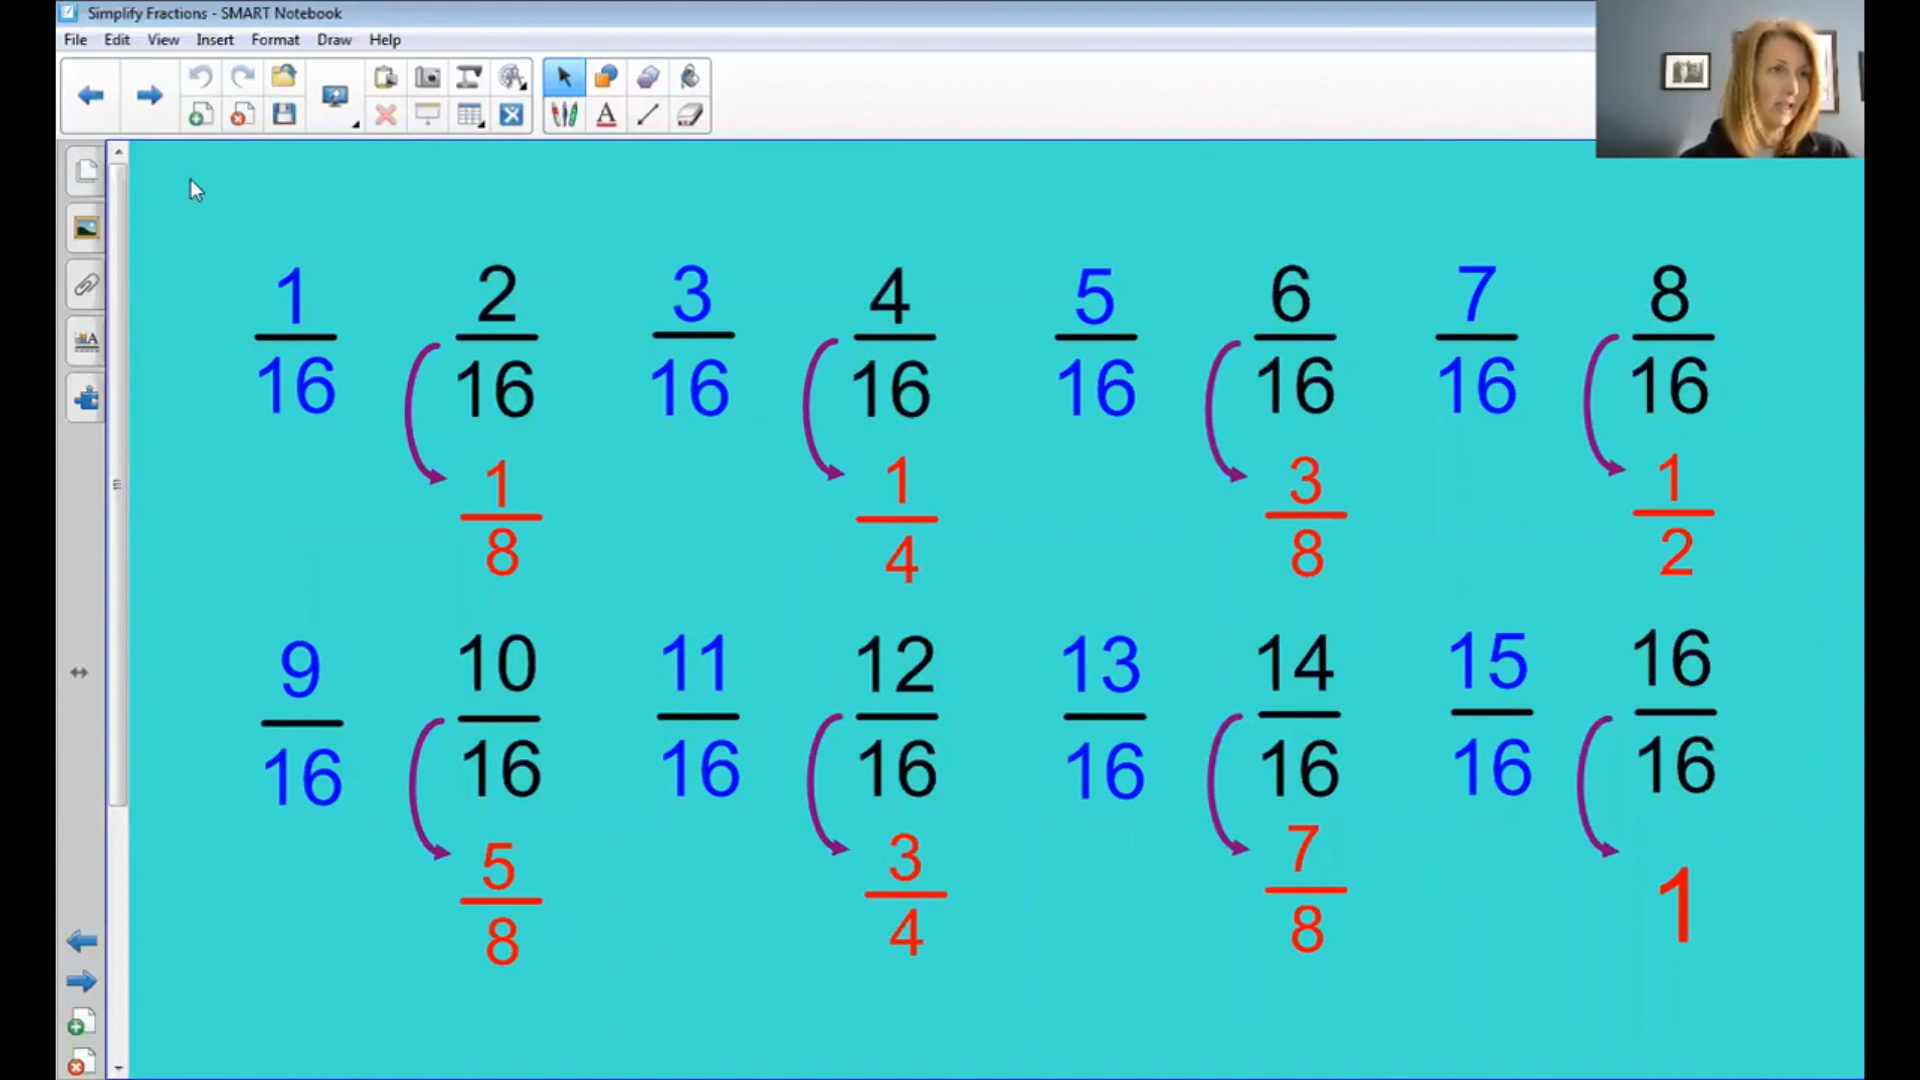 Simplify Fractions - SMART Notebook
File Edit View Insert Format Draw Help
1 2 3 4 5 6 7 8
16 16 16 16 16 16 16 16
1 1 3 1
8 4 8 2
9 10 11 12 13 14 15 16
16 16 16 16 16 16 16 16
5 3 7 1
8 4 8